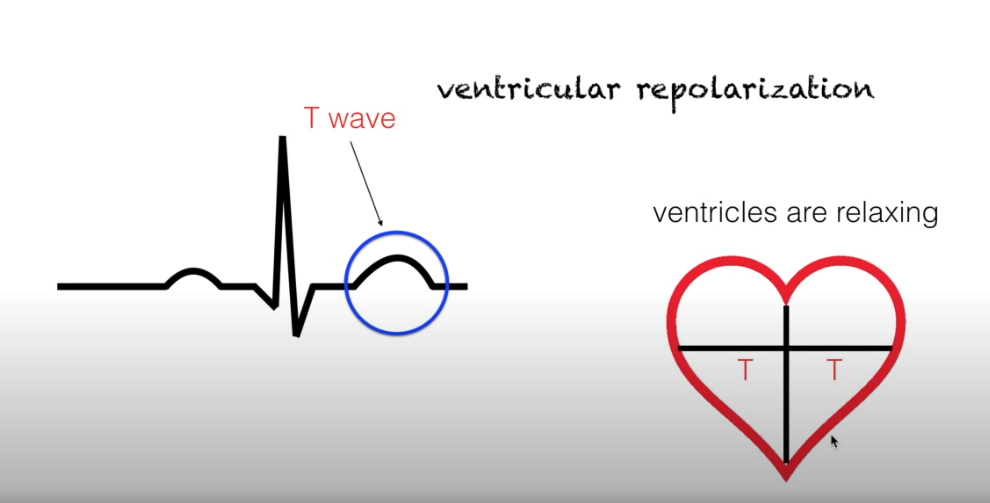 ventricular repolarization
T wave
ventricles are relaxing
T T